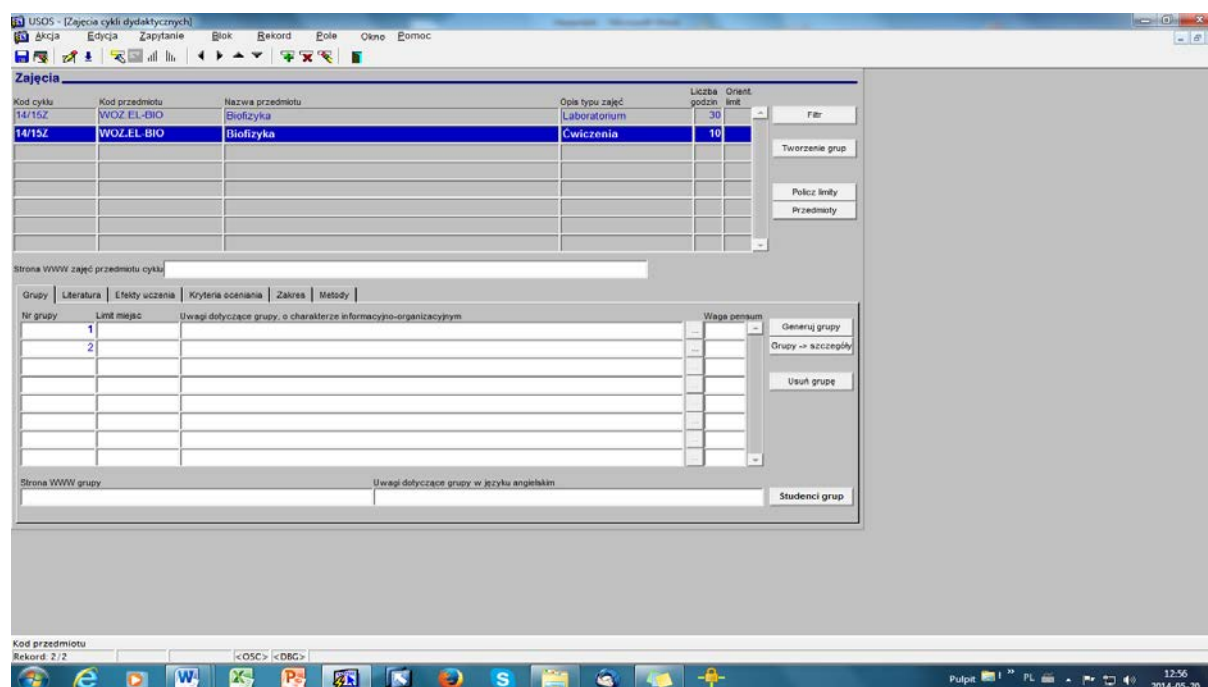 USOS - [Zajęcia cykli dydaktycznych]
Akcja Edycja Zapytanie Blok Rekord Pole Okno Pomoc
Zajęcia
Kod cyklu Kod przedmiotu Nazwa przedmiotu Opis typu zajęć Liczba godzin Orient. limit
14/15Z WOZ.EL-BIO Biofizyka Laboratorium 30 Filtr
14/15Z WOZ.EL-BIO Biofizyka Ćwiczenia 10
Tworzenie grup
Policz limity
Przedmioty
Strona WWW zajęć przedmiotu cyklu
Grupy Literatura Efekty uczenia Kryteria oceniania Zakres Metody
Nr grupy Limit miejsc Uwagi dotyczące grupy, o charakterze informacyjno-organizacyjnym Waga pensum
1 ... Generuj grupy
2 ... Grupy -> szczegóły
Usuń grupę
Strona WWW grupy Uwagi dotyczące grupy w języku angielskim
Studenci grup
Kod przedmiotu
Rekord: 2/2 <OSC> <DBG>
Pulpit PL 12:56
2014-05-20